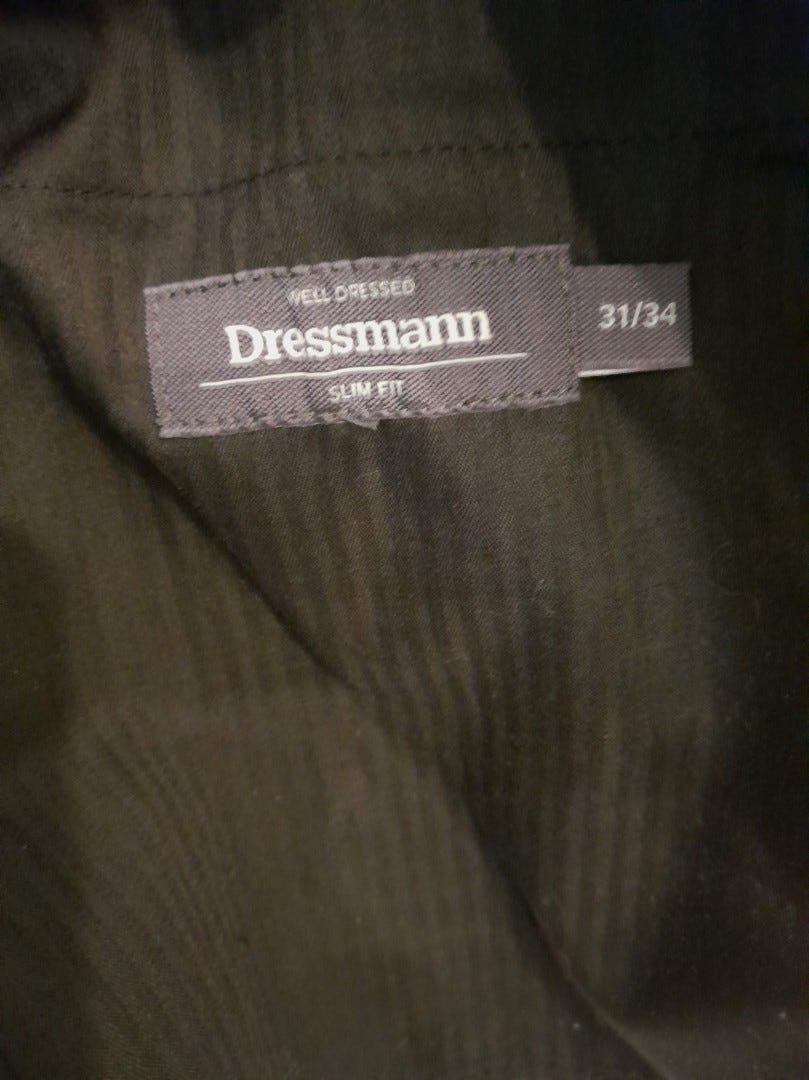 WELL DRESSED
Dressmann
SLIM FIT
31/34